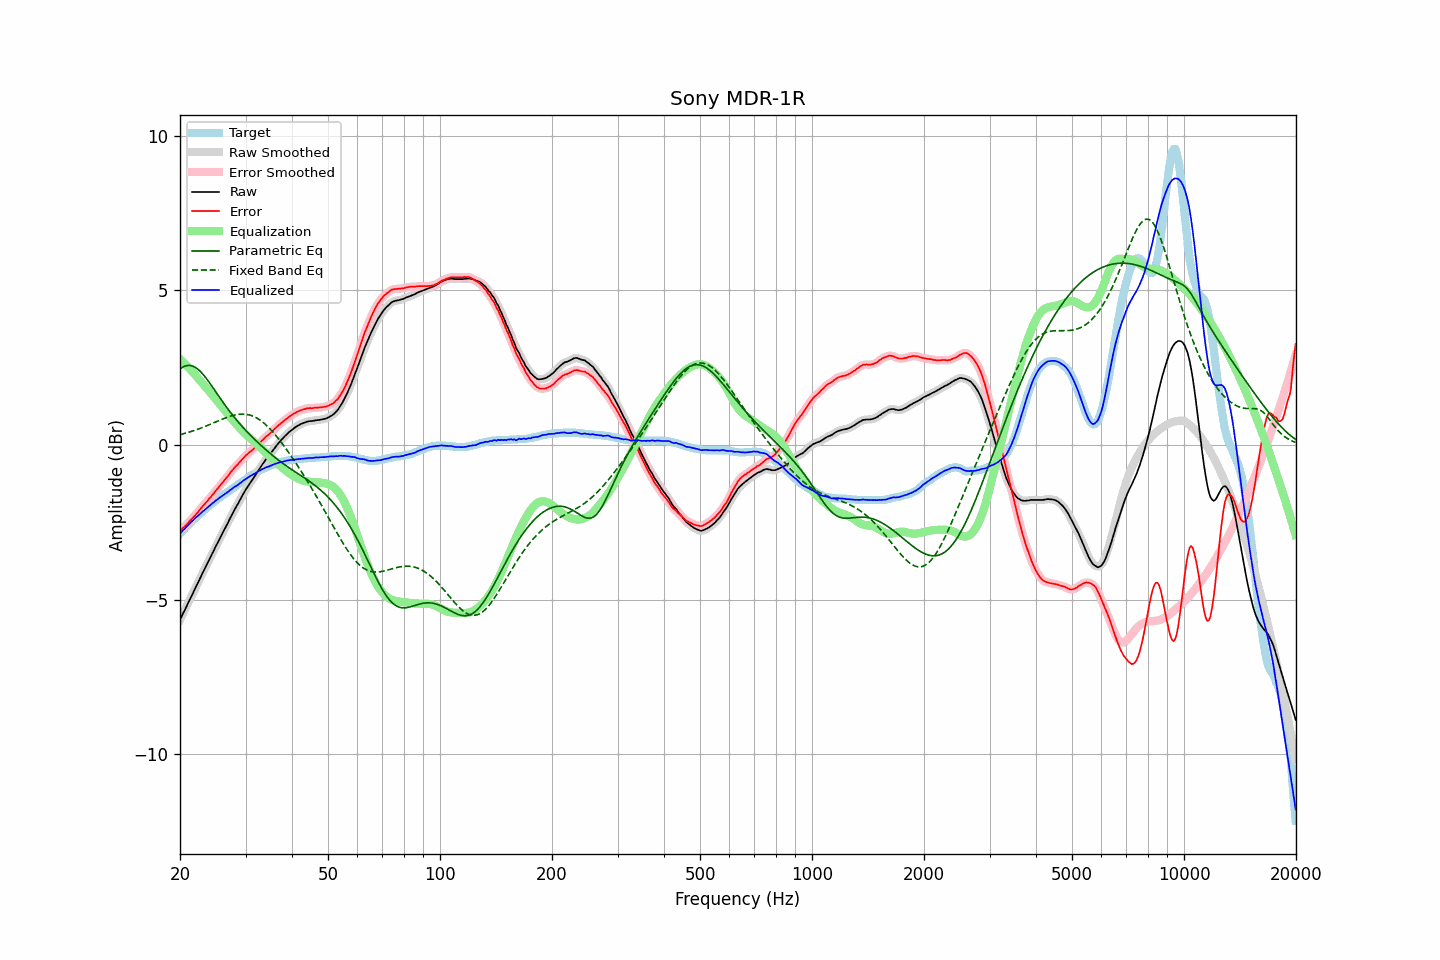 Sony MDR-1R
Target
Raw Smoothed
Error Smoothed
Raw
Error
Equalization
Parametric Eq
Fixed Band Eq
Equalized
10
5
0
−5
−10
Amplitude (dBr)
20 50 100 200 500 1000 2000 5000 10000 20000
Frequency (Hz)